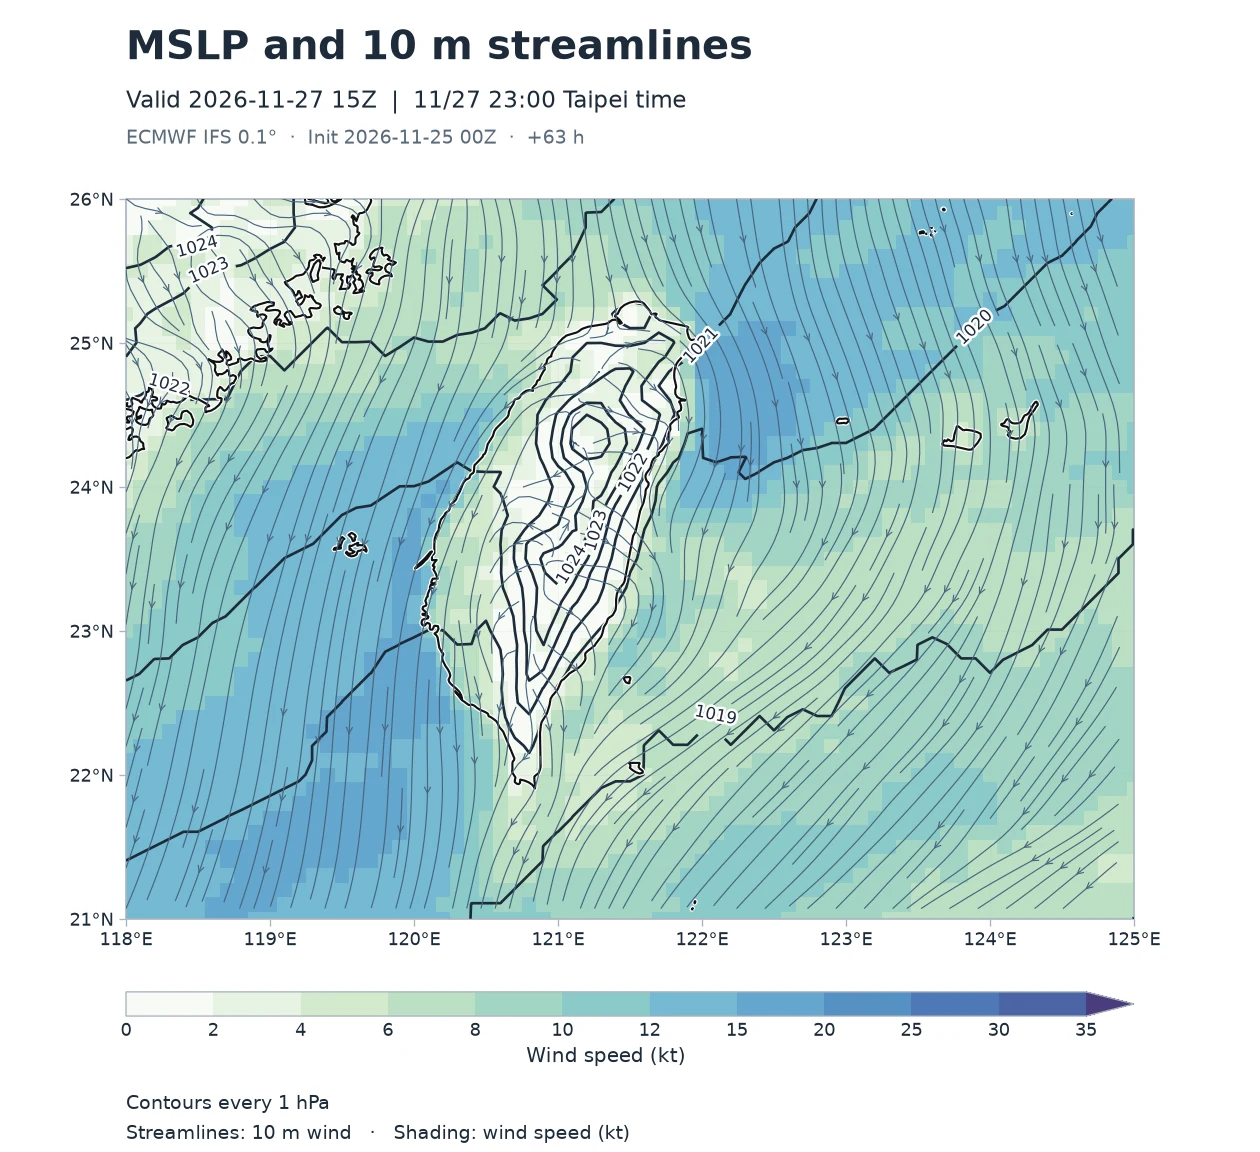 MSLP and 10 m streamlines
Valid 2026-11-27 15Z | 11/27 23:00 Taipei time
ECMWF IFS 0.1° · Init 2026-11-25 00Z · +63 h
26°N
25°N
24°N
23°N
22°N
21°N
1024
1023
1022
1021
1020
1022
1023
1024
1019
118°E 119°E 120°E 121°E 122°E 123°E 124°E 125°E
0 2 4 6 8 10 12 15 20 25 30 35
Wind speed (kt)
Contours every 1 hPa
Streamlines: 10 m wind · Shading: wind speed (kt)